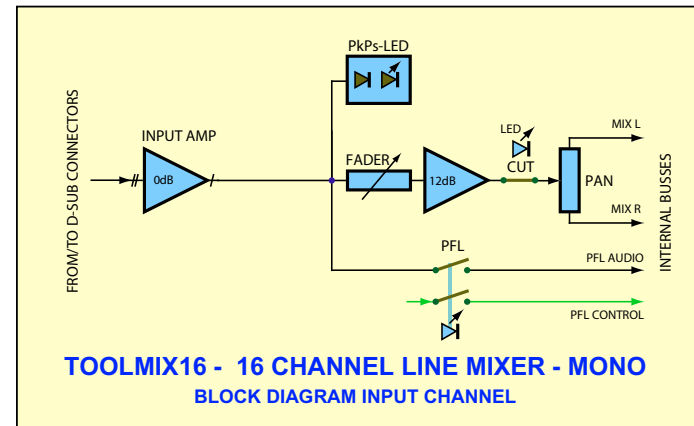 PkPs-LED
FROM/TO D-SUB CONNECTORS
INPUT AMP
0dB
FADER
12dB
LED
CUT
MIX L
PAN
MIX R
INTERNAL BUSSES
PFL
PFL AUDIO
PFL CONTROL
TOOLMIX16 - 16 CHANNEL LINE MIXER - MONO
BLOCK DIAGRAM INPUT CHANNEL